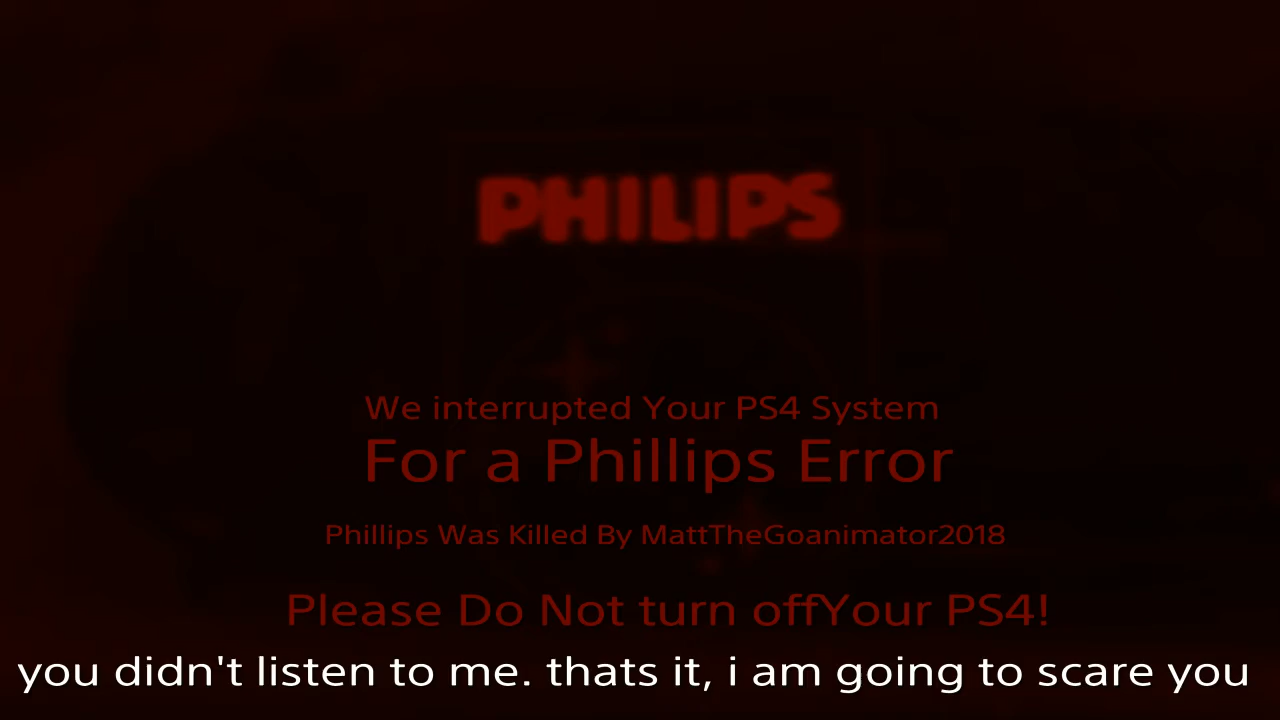 PHILIPS
We interrupted Your PS4 System
For a Phillips Error
Phillips Was Killed By MattTheGoanimator2018
Please Do Not turn offYour PS4!
you didn't listen to me. thats it, i am going to scare you